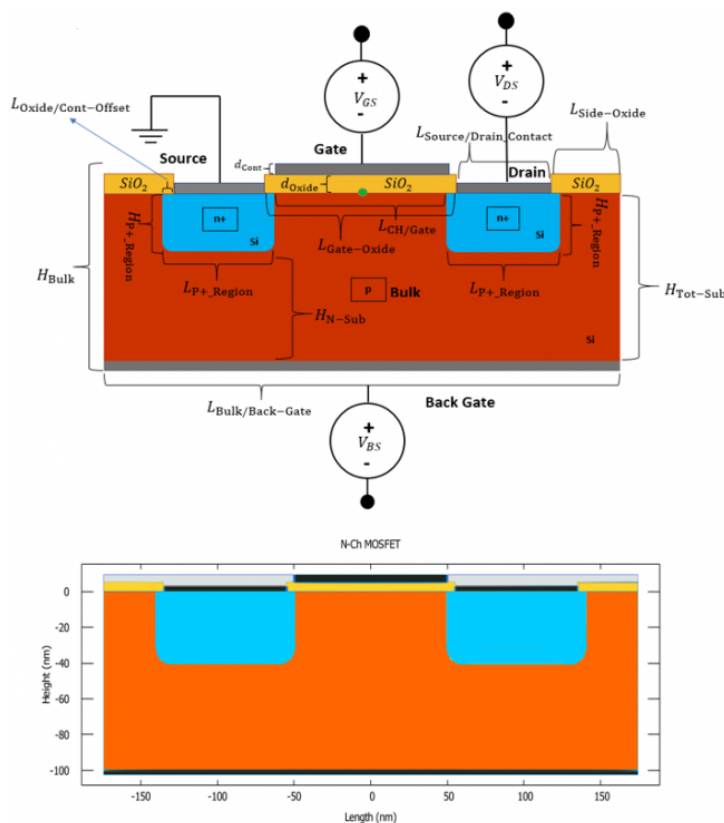 +
V_GS
-
+
V_DS
-
L_Oxide/Cont−Offset
L_Side−Oxide
L_Source/Drain_Contact
Source
Gate
Drain
d_Cont
SiO₂
d_Oxide
SiO₂
SiO₂
n+
Si
n+
Si
H_P+_Region
H_P+_Region
L_CH/Gate
L_Gate−Oxide
H_Bulk
L_P+_Region
p
Bulk
L_P+_Region
H_N−Sub
H_Tot−Sub
Si
L_Bulk/Back−Gate
Back Gate
+
V_BS
-
N-Ch MOSFET
Height (nm)
0
-20
-40
-60
-80
-100
-150
-100
-50
0
50
100
150
Length (nm)